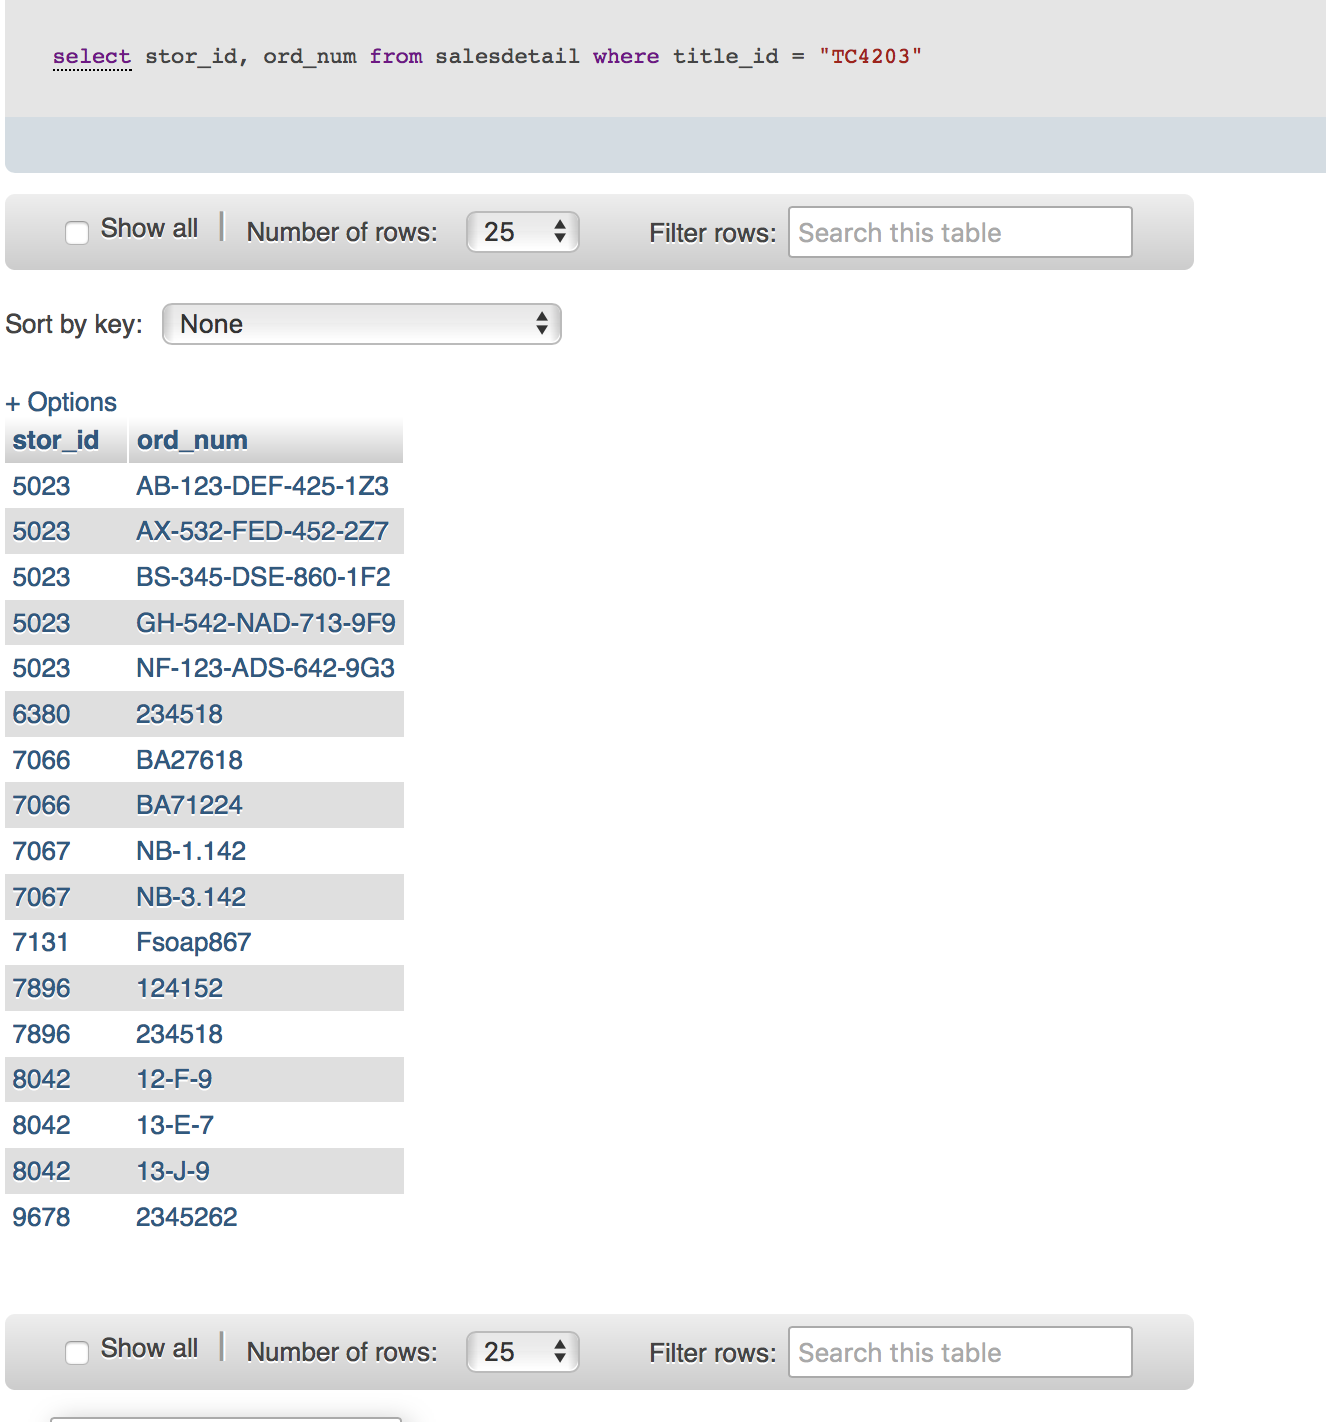 select stor_id, ord_num from salesdetail where title_id = "TC4203"
Show all Number of rows: 25 Filter rows: Search this table
Sort by key: None
+ Options
stor_id ord_num
5023 AB-123-DEF-425-1Z3
5023 AX-532-FED-452-2Z7
5023 BS-345-DSE-860-1F2
5023 GH-542-NAD-713-9F9
5023 NF-123-ADS-642-9G3
6380 234518
7066 BA27618
7066 BA71224
7067 NB-1.142
7067 NB-3.142
7131 Fsoap867
7896 124152
7896 234518
8042 12-F-9
8042 13-E-7
8042 13-J-9
9678 2345262
Show all Number of rows: 25 Filter rows: Search this table